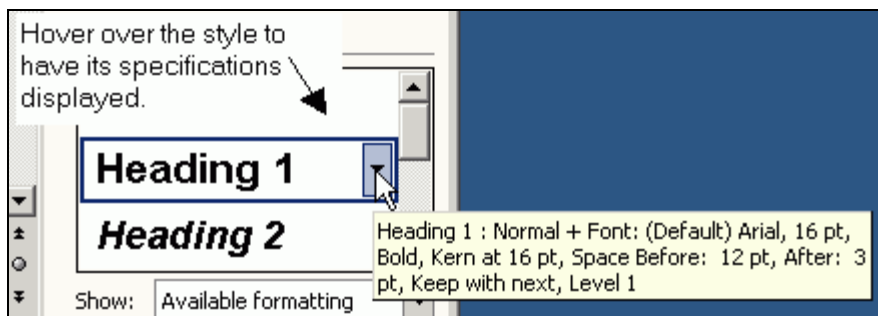 Hover over the style to
have its specifications
displayed.
Heading 1
Heading 2
Heading 1 : Normal + Font: (Default) Arial, 16 pt,
Bold, Kern at 16 pt, Space Before:  12 pt, After:  3
pt, Keep with next, Level 1
Show: Available formatting